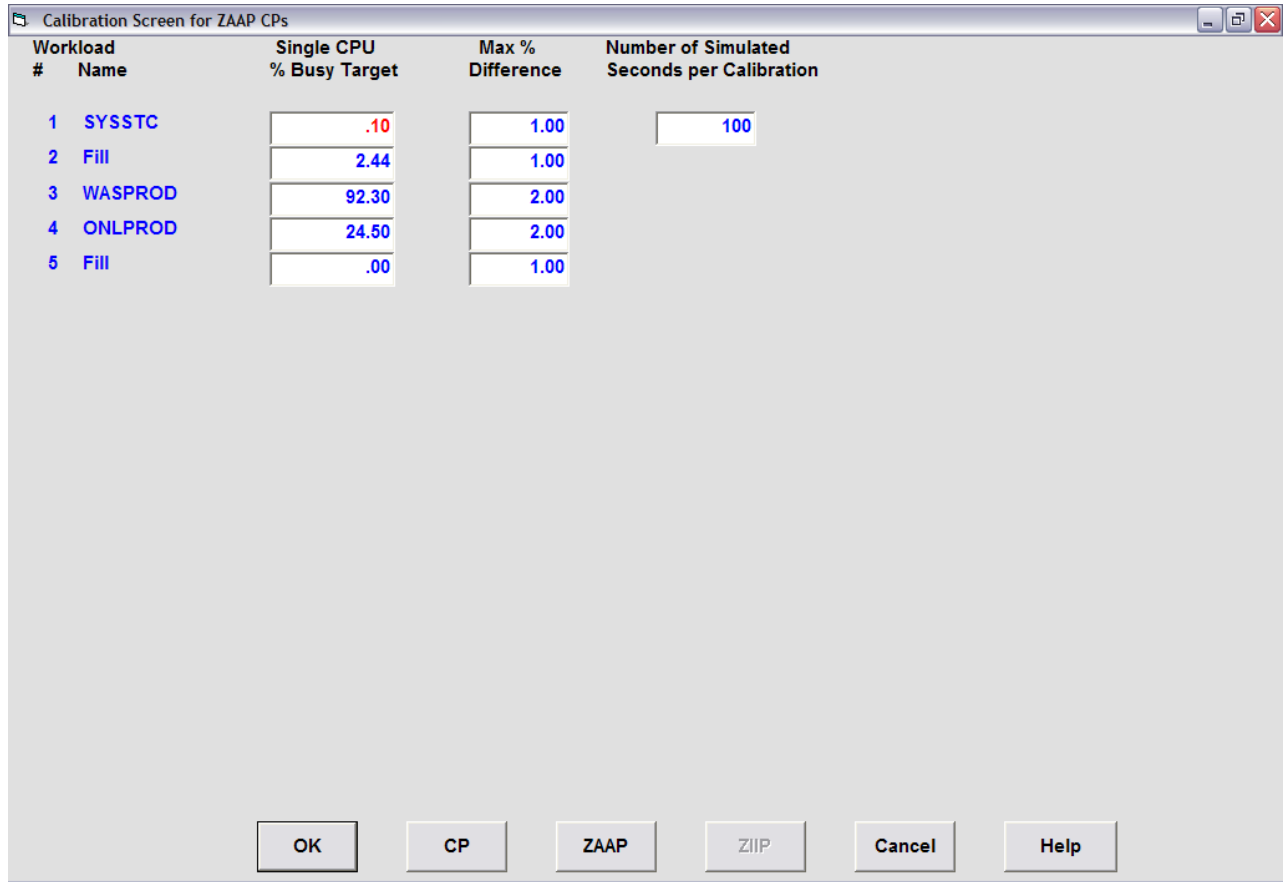 Calibration Screen for ZAAP CPs
Workload Single CPU Max % Number of Simulated
# Name % Busy Target Difference Seconds per Calibration
1 SYSSTC .10 1.00 100
2 Fill 2.44 1.00
3 WASPROD 92.30 2.00
4 ONLPROD 24.50 2.00
5 Fill .00 1.00
OK CP ZAAP ZIIP Cancel Help